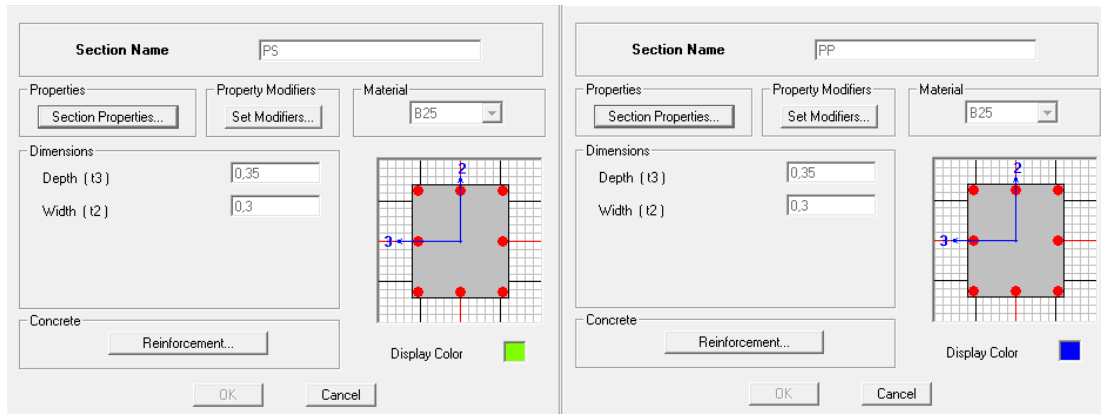 Section Name PS
Properties Property Modifiers Material
Section Properties... Set Modifiers... B25
Dimensions
Depth ( t3 ) 0,35
Width ( t2 ) 0,3
2
3
Concrete
Reinforcement...
Display Color
OK Cancel
Section Name PP
Properties Property Modifiers Material
Section Properties... Set Modifiers... B25
Dimensions
Depth ( t3 ) 0,35
Width ( t2 ) 0,3
2
3
Concrete
Reinforcement...
Display Color
OK Cancel